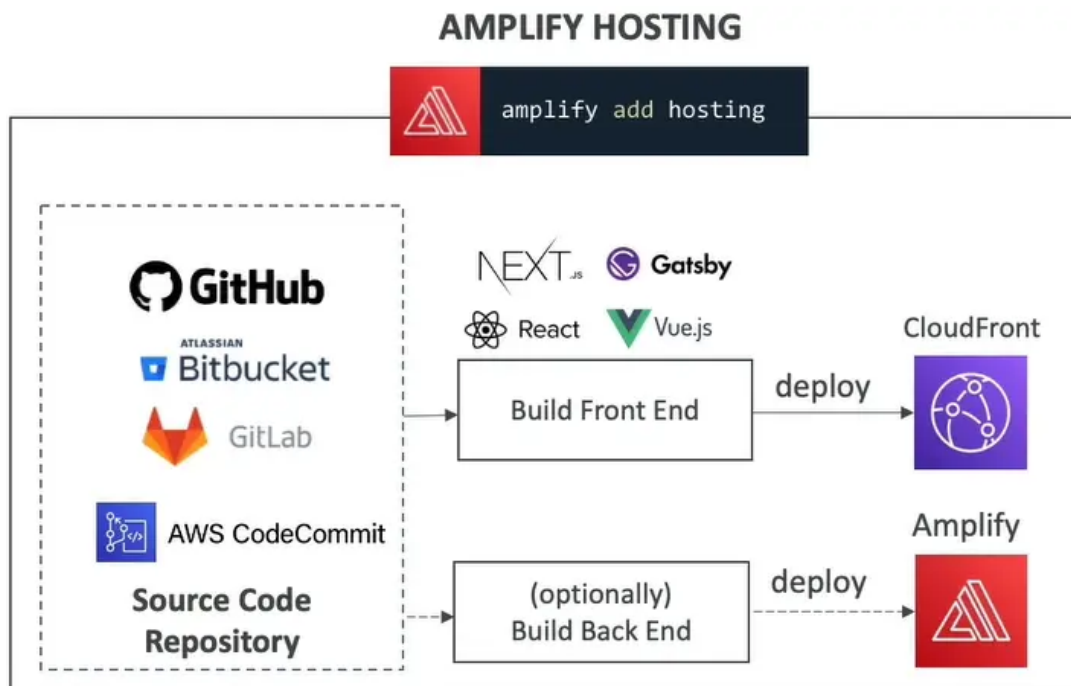 AMPLIFY HOSTING
amplify add hosting
GitHub
ATLASSIAN
Bitbucket
GitLab
AWS CodeCommit
Source Code
Repository
NEXT.JS
Gatsby
React
Vue.js
Build Front End
deploy
CloudFront
(optionally)
Build Back End
deploy
Amplify